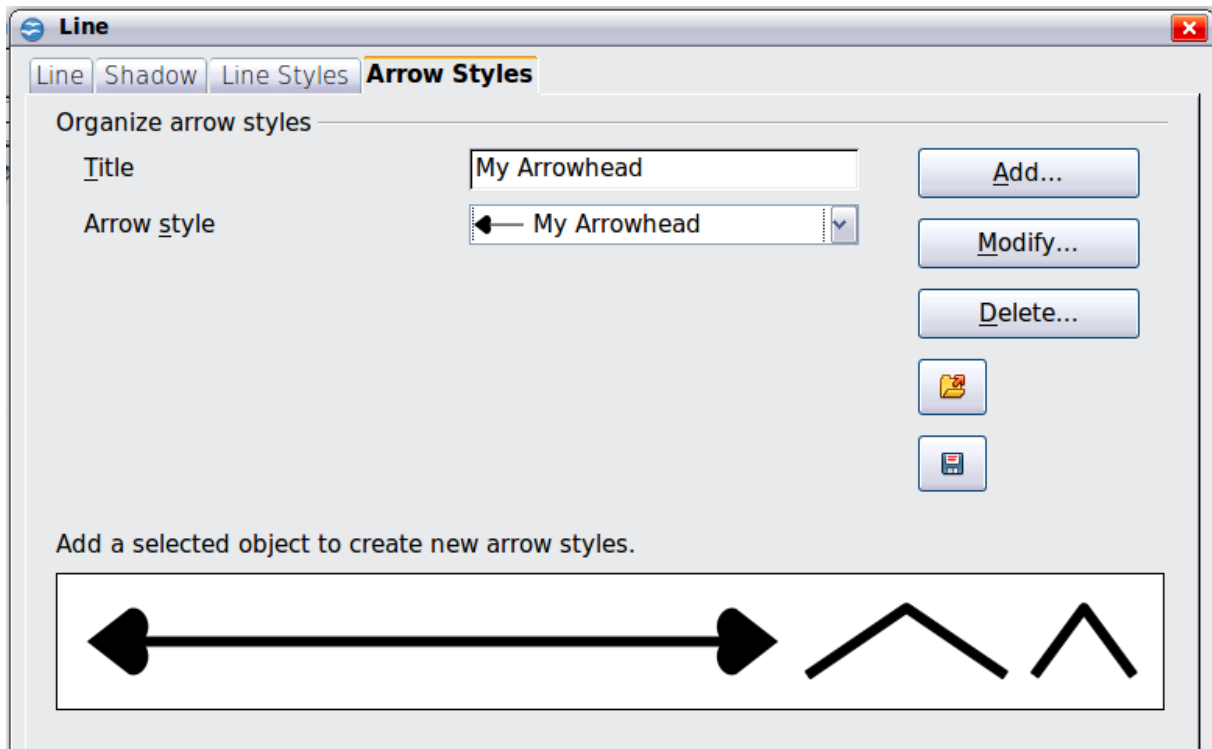 Line
Line Shadow Line Styles Arrow Styles
Organize arrow styles
Title My Arrowhead Add...
Arrow style My Arrowhead
Modify...
Delete...
Add a selected object to create new arrow styles.